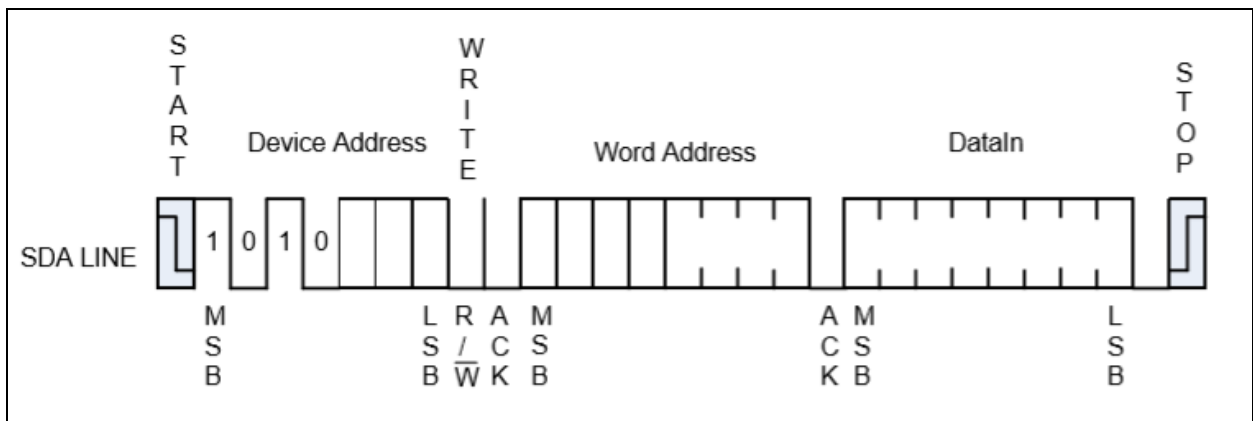 START
WRITE
STOP
Device Address
Word Address
DataIn
SDA LINE
1 0 1 0
MSB
LSB
R/W̅
ACK
MSB
ACK
MSB
LSB